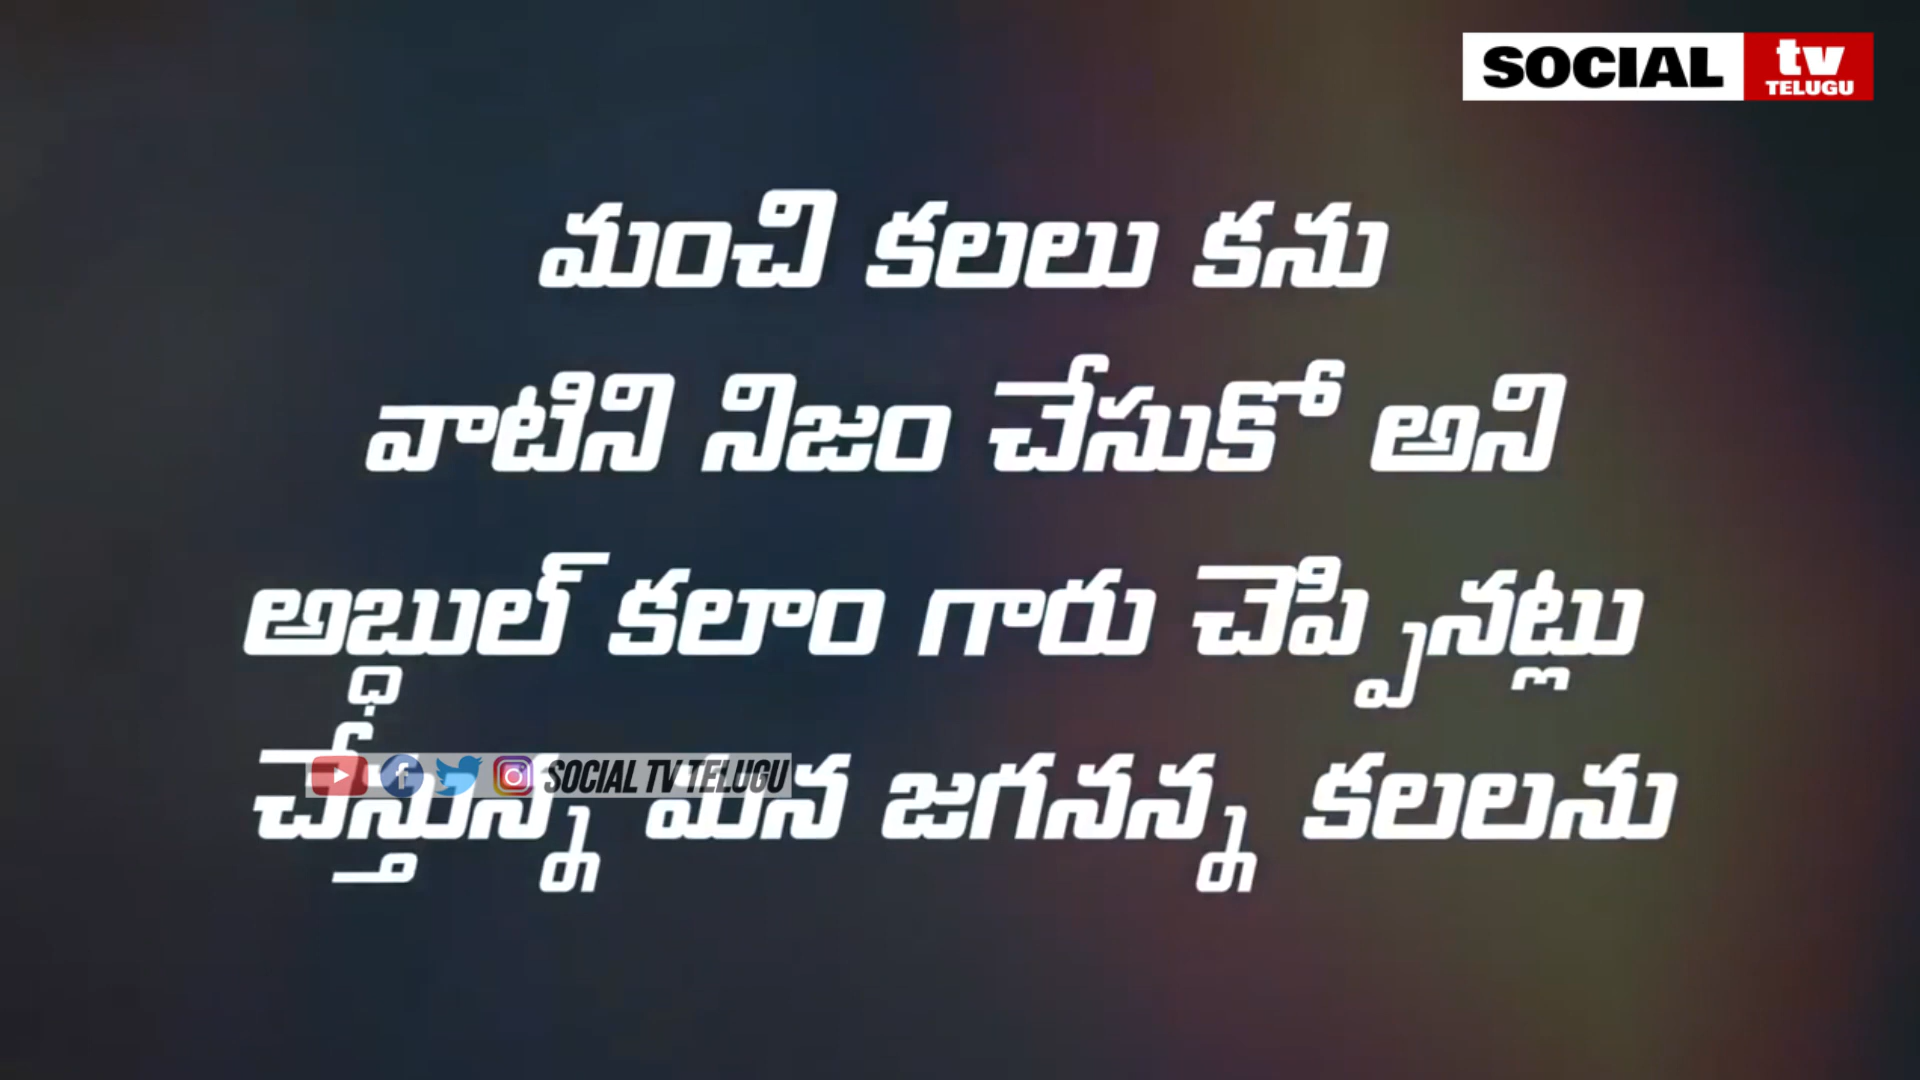 SOCIAL tv TELUGU
మంచి కలలు కను
వాటిని నిజం చేసుకో అని
అబ్ధుల్ కలాం గారు చెప్పినట్లు
చేస్తున్న మన జగనన్న కలలను
SOCIAL TV TELUGU